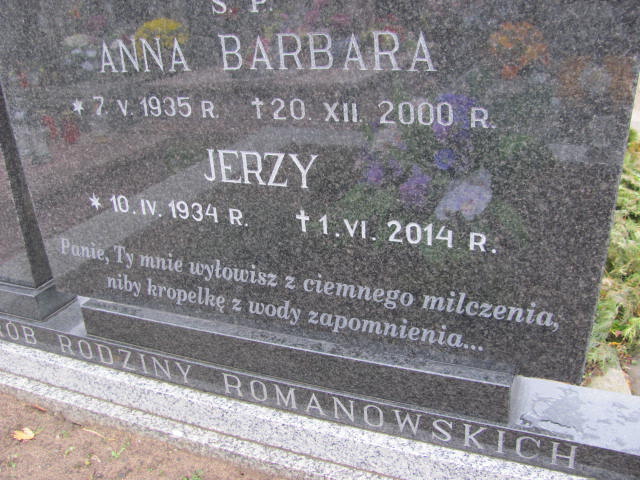 Ś. P.
ANNA BARBARA
* 7. V. 1935 R. † 20. XII. 2000 R.
JERZY
* 10. IV. 1934 R. † 1. VI. 2014 R.
Panie, Ty mnie wyłowisz z ciemnego milczenia,
niby kropelkę z wody zapomnienia...
RODZINY ROMANOWSKICH